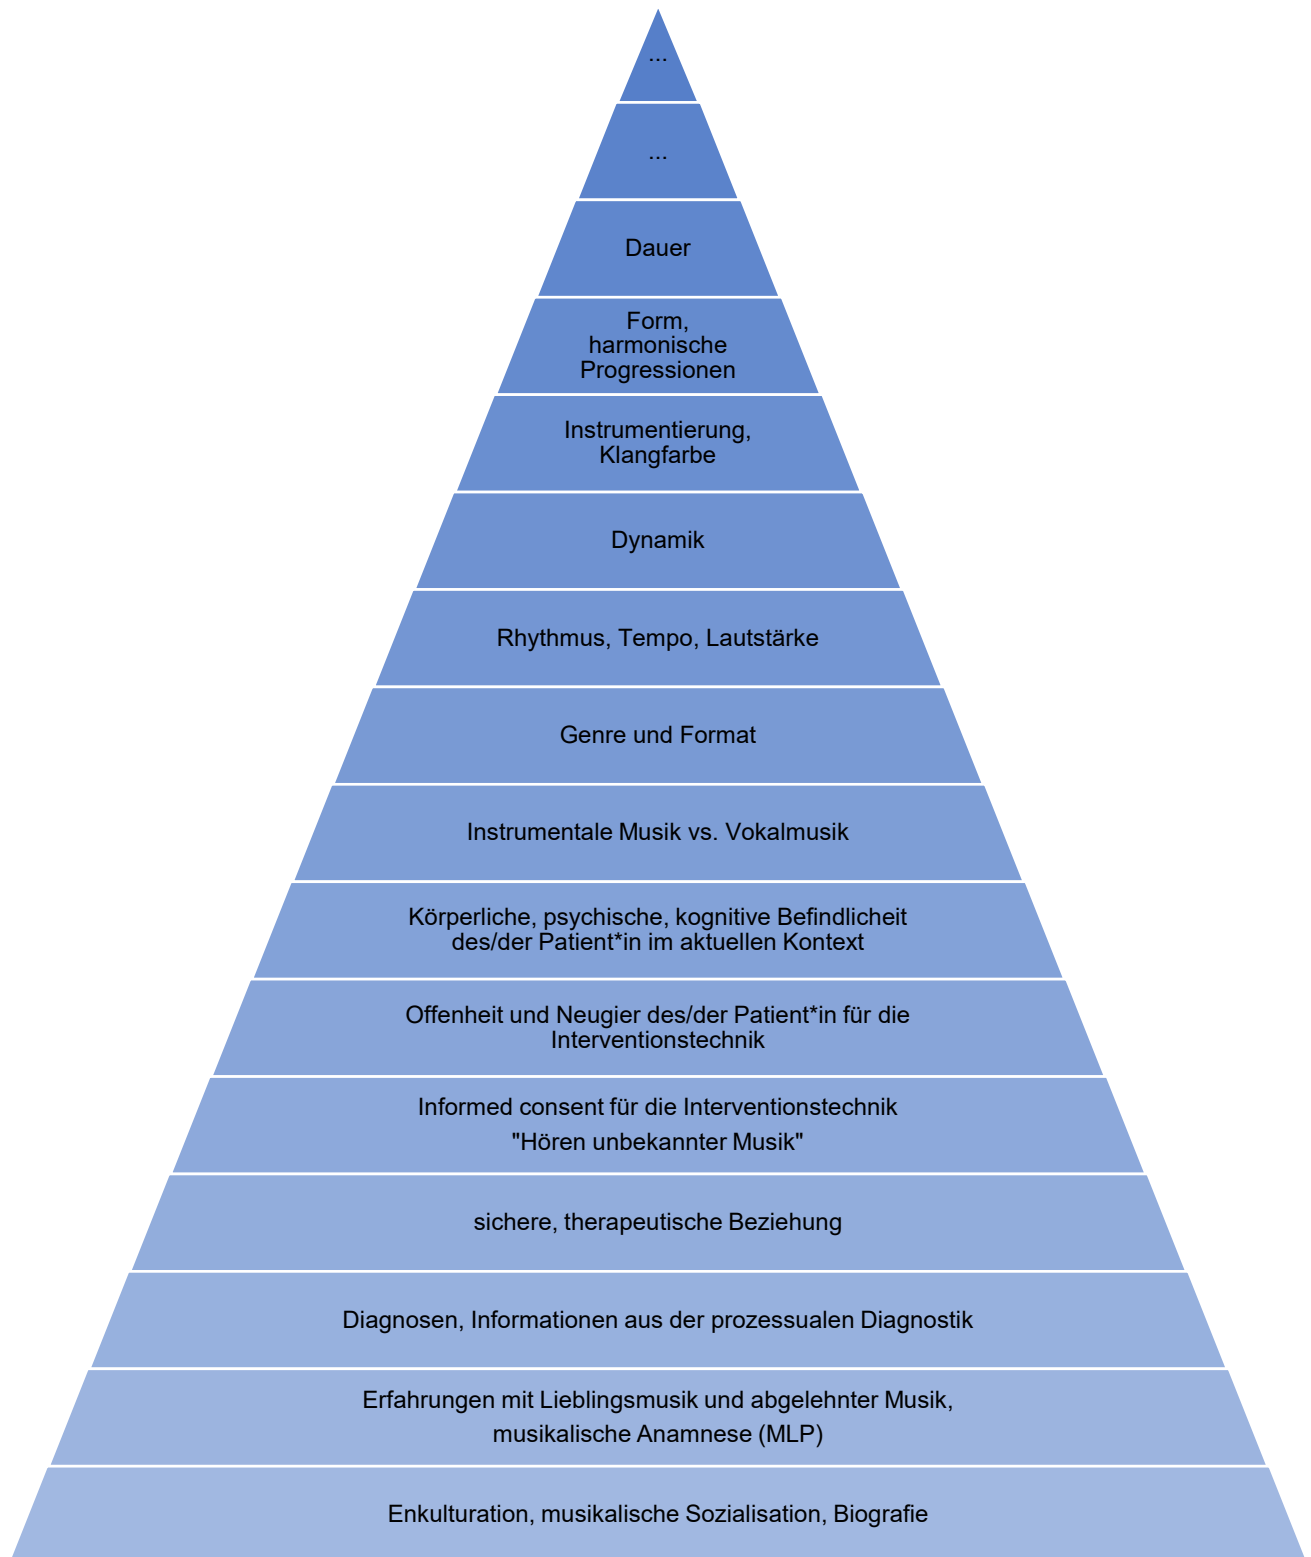 ...
...
Dauer
Form,
harmonische
Progressionen
Instrumentierung,
Klangfarbe
Dynamik
Rhythmus, Tempo, Lautstärke
Genre und Format
Instrumentale Musik vs. Vokalmusik
Körperliche, psychische, kognitive Befindlicheit
des/der Patient*in im aktuellen Kontext
Offenheit und Neugier des/der Patient*in für die
Interventionstechnik
Informed consent für die Interventionstechnik
"Hören unbekannter Musik"
sichere, therapeutische Beziehung
Diagnosen, Informationen aus der prozessualen Diagnostik
Erfahrungen mit Lieblingsmusik und abgelehnter Musik,
musikalische Anamnese (MLP)
Enkulturation, musikalische Sozialisation, Biografie